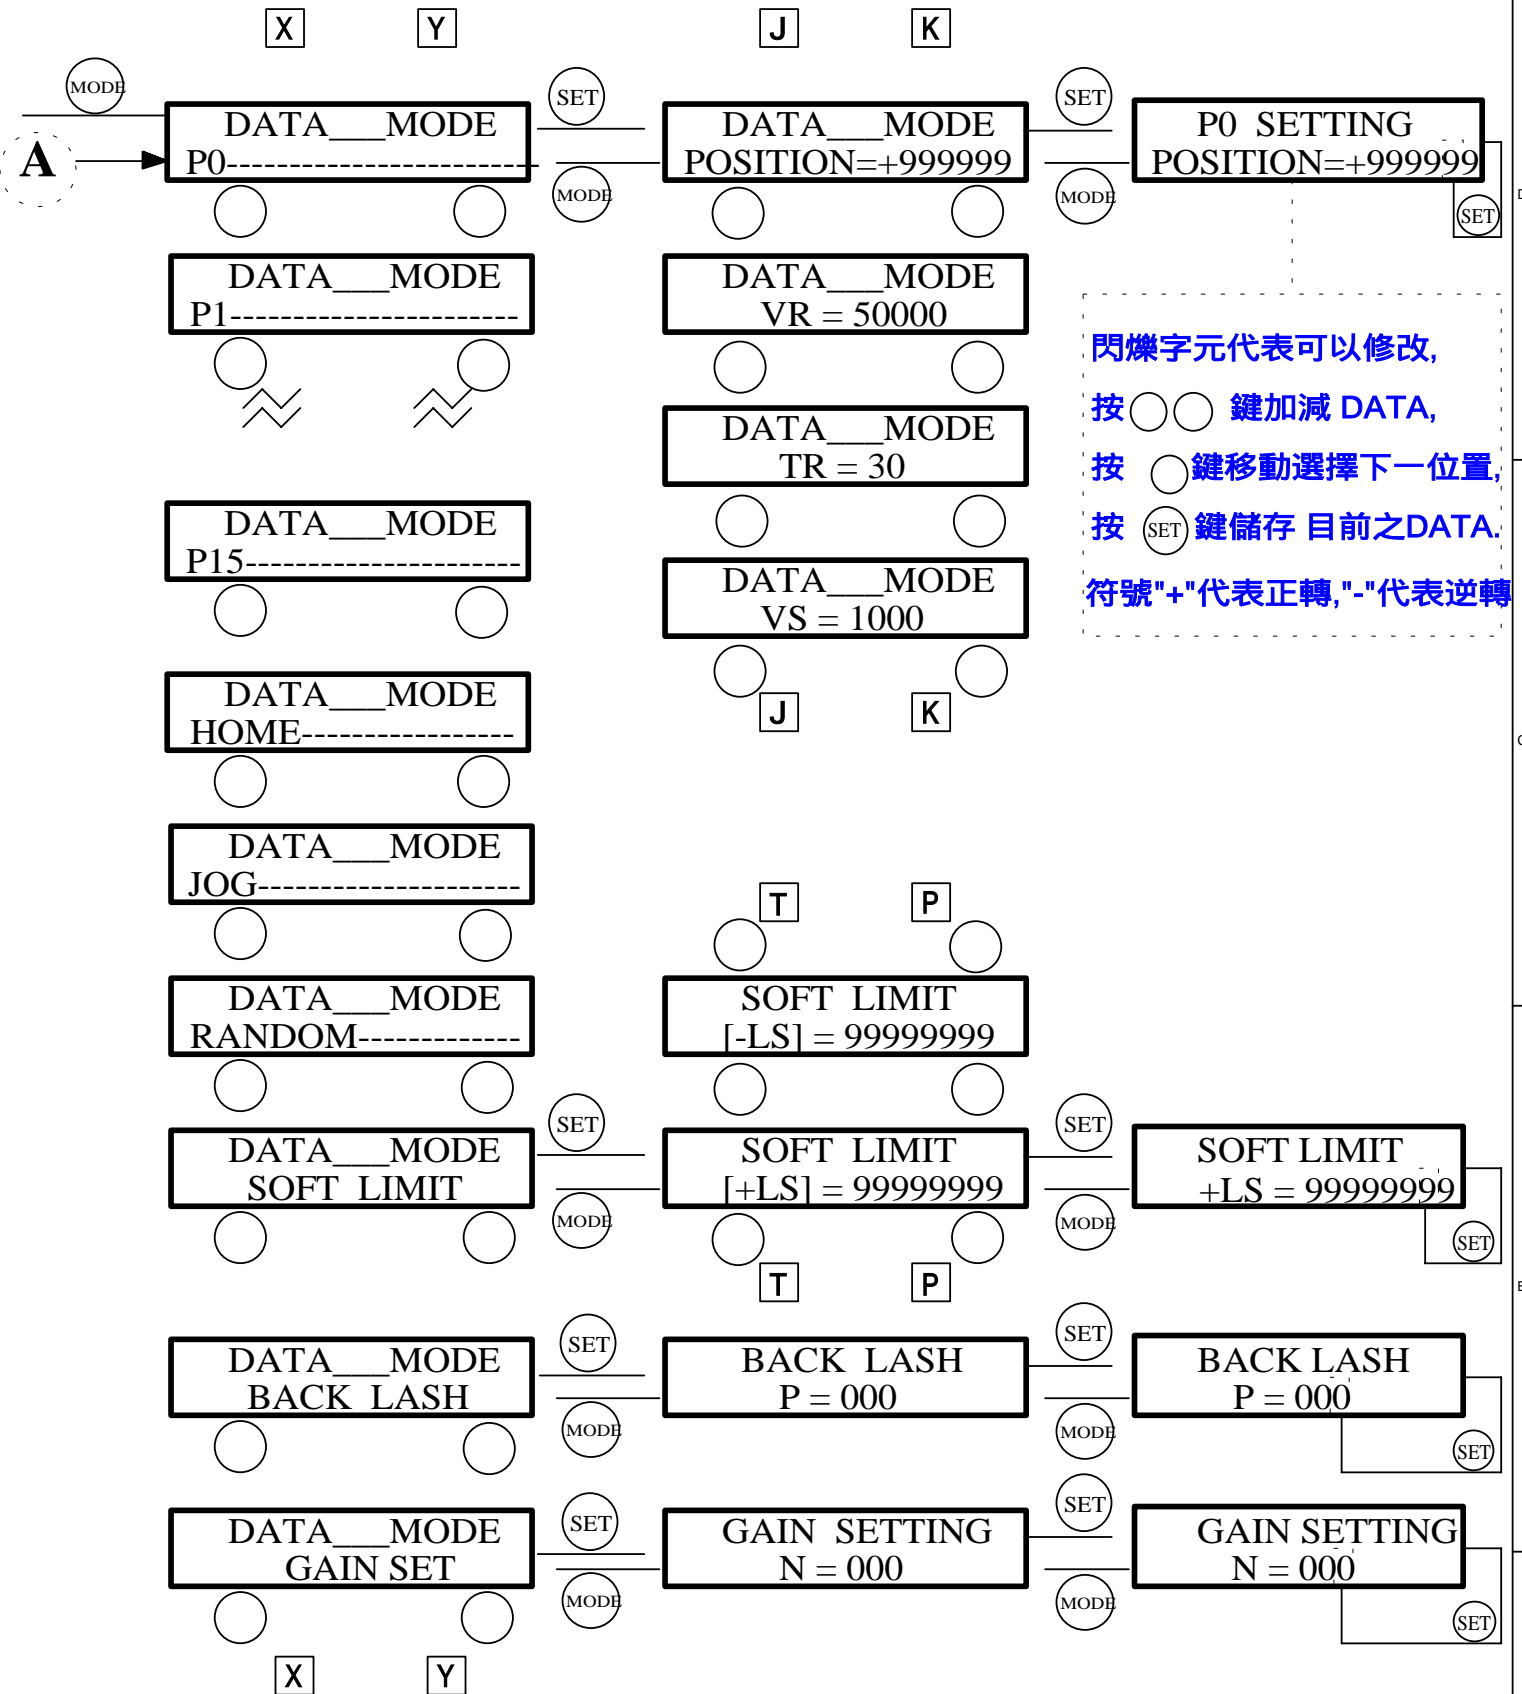 X Y J K
MODE
A
DATA___MODE
P0-------------------------
SET
MODE
DATA___MODE
POSITION=+999999
SET
MODE
P0 SETTING
POSITION=+999999
SET
D
DATA___MODE
P1-----------------------
DATA___MODE
VR = 50000
閃爍字元代表可以修改,
按 鍵加減 DATA,
按 鍵移動選擇下一位置,
按 SET 鍵儲存 目前之DATA.
符號"+"代表正轉,"-"代表逆轉
DATA___MODE
TR = 30
DATA___MODE
P15----------------------
DATA___MODE
VS = 1000
J K
DATA___MODE
HOME-----------------
C
DATA___MODE
JOG---------------------
T P
DATA___MODE
RANDOM-------------
SOFT LIMIT
[-LS] = 99999999
DATA___MODE
SOFT LIMIT
SET
MODE
SOFT LIMIT
[+LS] = 99999999
SET
MODE
SOFT LIMIT
+LS = 99999999
SET
T P
B
DATA___MODE
BACK LASH
SET
MODE
BACK LASH
P = 000
SET
MODE
BACK LASH
P = 000
SET
DATA___MODE
GAIN SET
SET
MODE
GAIN SETTING
N = 000
SET
MODE
GAIN SETTING
N = 000
SET
X Y